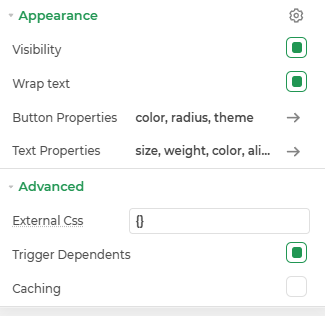 Appearance
Visibility
Wrap text
Button Properties color, radius, theme
Text Properties size, weight, color, ali...
Advanced
External Css {}
Trigger Dependents
Caching